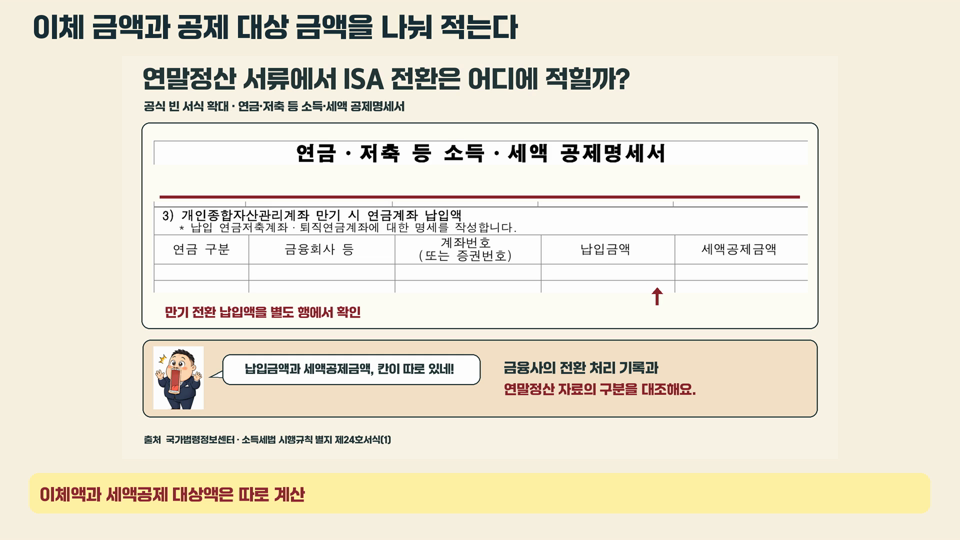 이체 금액과 공제 대상 금액을 나눠 적는다
연말정산 서류에서 ISA 전환은 어디에 적힐까?
공식 빈 서식 확대 · 연금·저축 등 소득·세액 공제명세서
연금 · 저축 등 소득 · 세액 공제명세서
3) 개인종합자산관리계좌 만기 시 연금계좌 납입액
* 납입 연금저축계좌 · 퇴직연금계좌에 대한 명세를 작성합니다.
연금 구분 금융회사 등 계좌번호 (또는 증권번호) 납입금액 세액공제금액
만기 전환 납입액을 별도 행에서 확인
납입금액과 세액공제금액, 칸이 따로 있네!
금융사의 전환 처리 기록과
연말정산 자료의 구분을 대조해요.
출처 국가법령정보센터 · 소득세법 시행규칙 별지 제24호서식(1)
이체액과 세액공제 대상액은 따로 계산